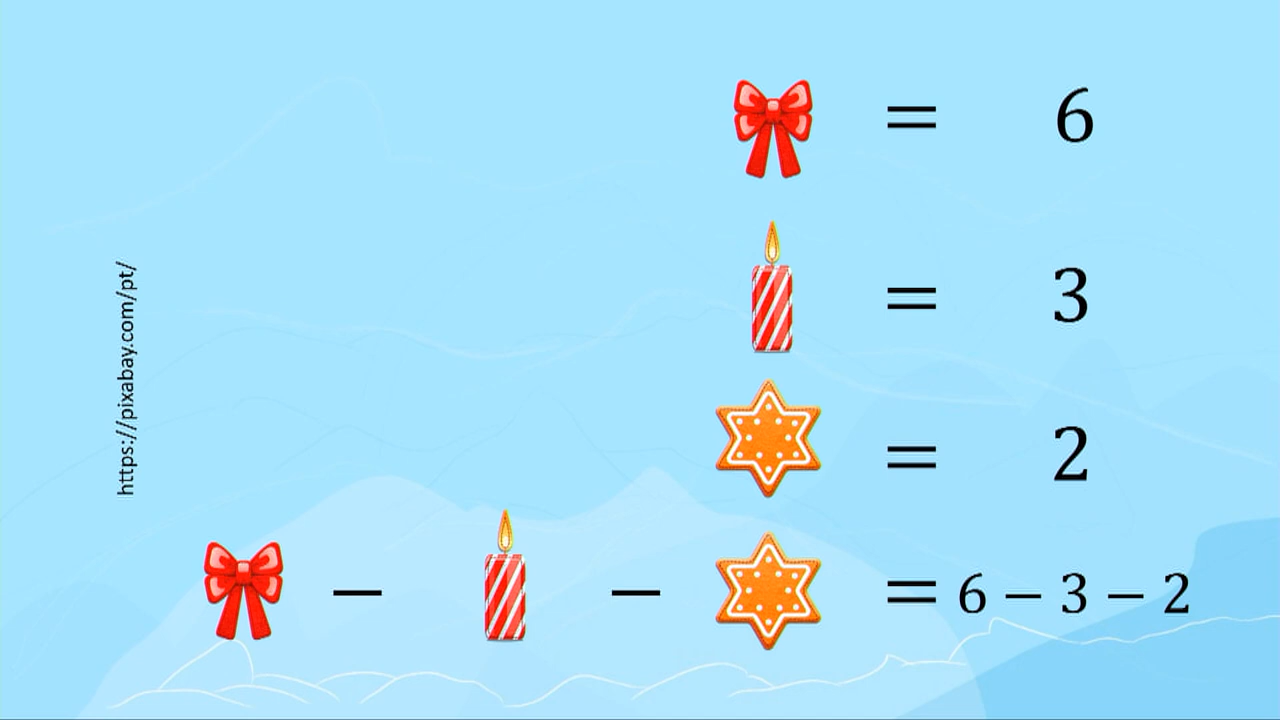 = 6
= 3
https://pixabay.com/pt/
= 2
− − = 6 − 3 − 2